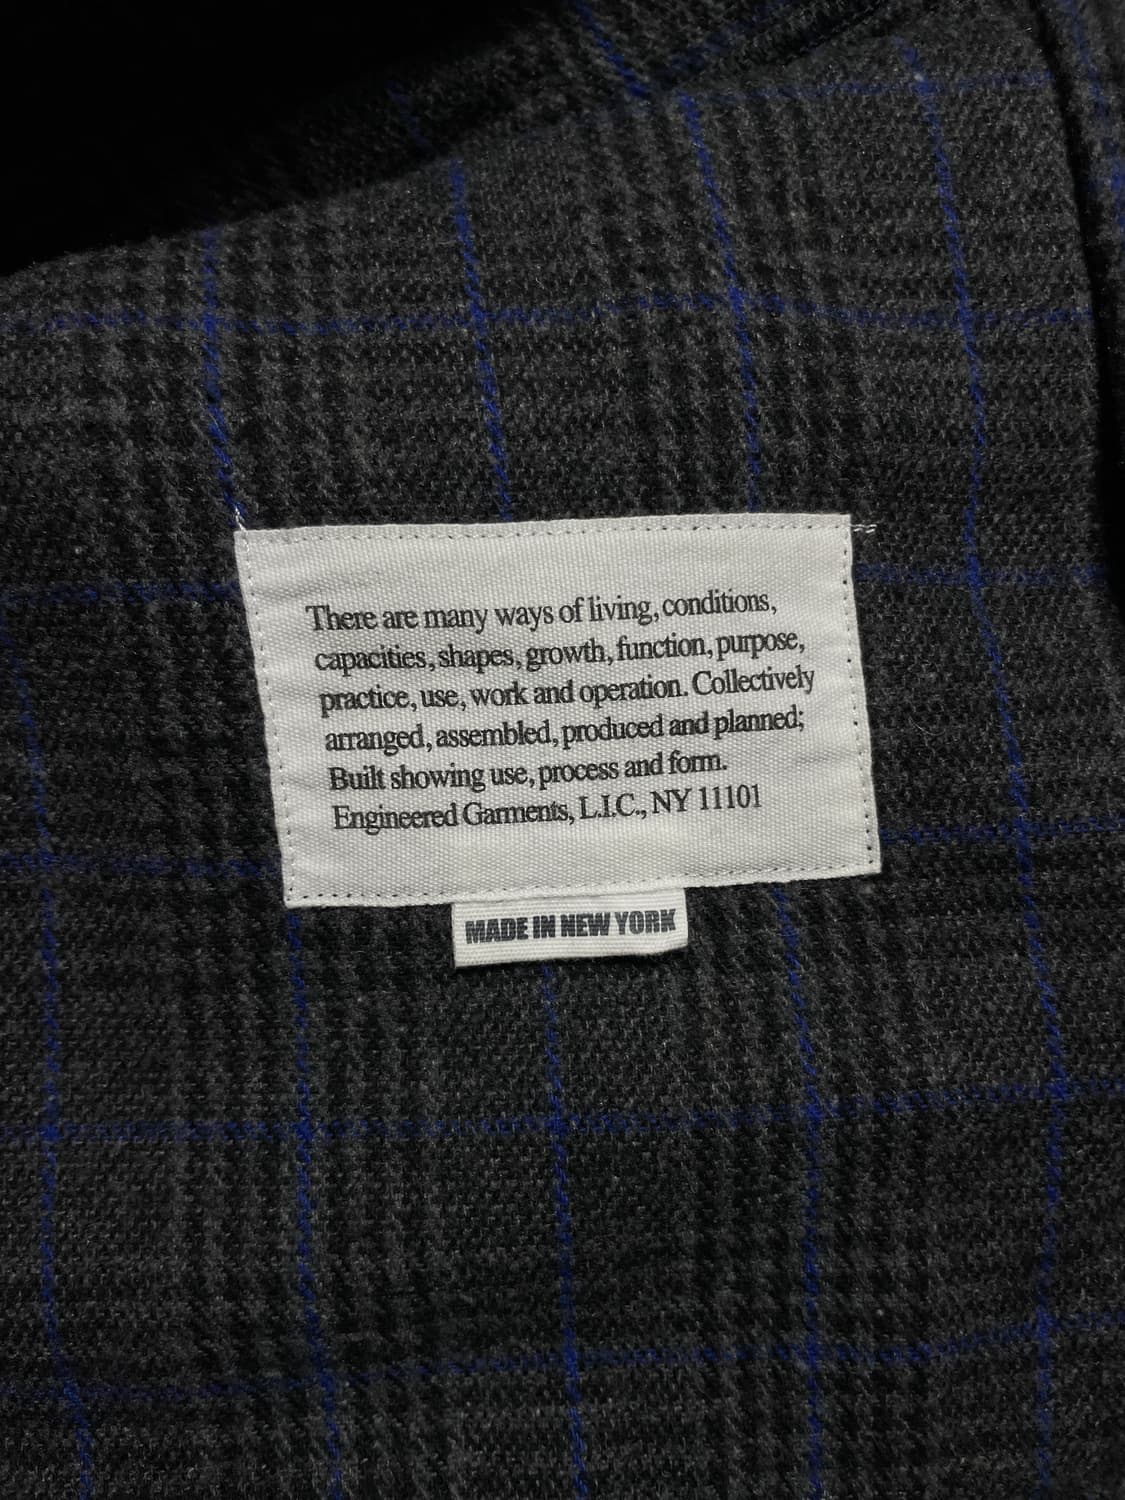 There are many ways of living, conditions,
capacities, shapes, growth, function, purpose,
practice, use, work and operation. Collectively
arranged, assembled, produced and planned;
Built showing use, process and form.
Engineered Garments, L.I.C., NY 11101
MADE IN NEW YORK